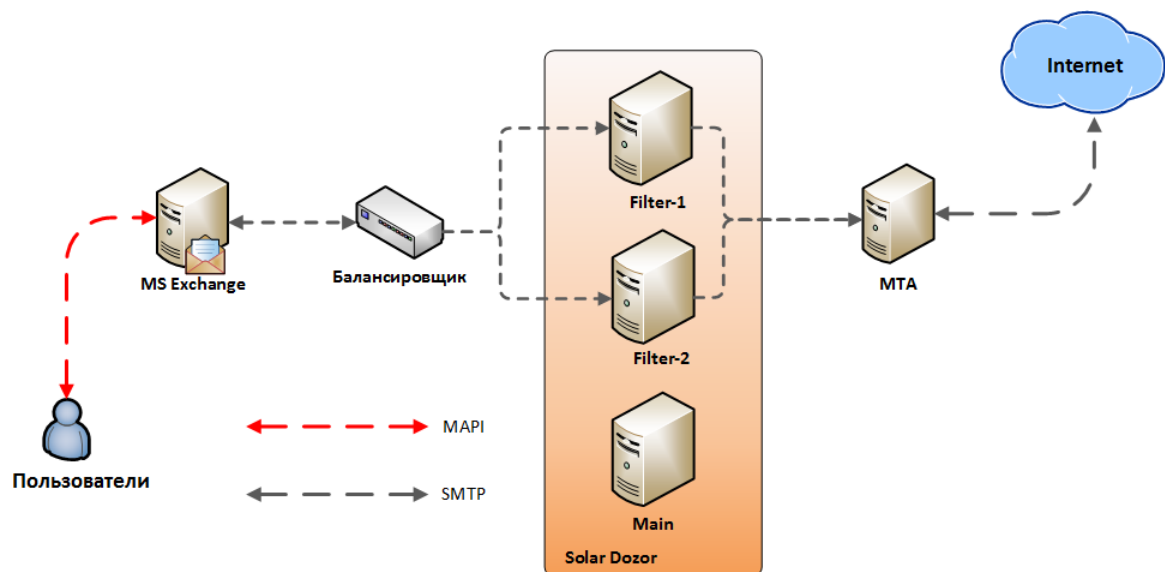 Internet
Filter-1
MS Exchange
Балансировщик
MTA
Filter-2
Пользователи
MAPI
SMTP
Main
Solar Dozor